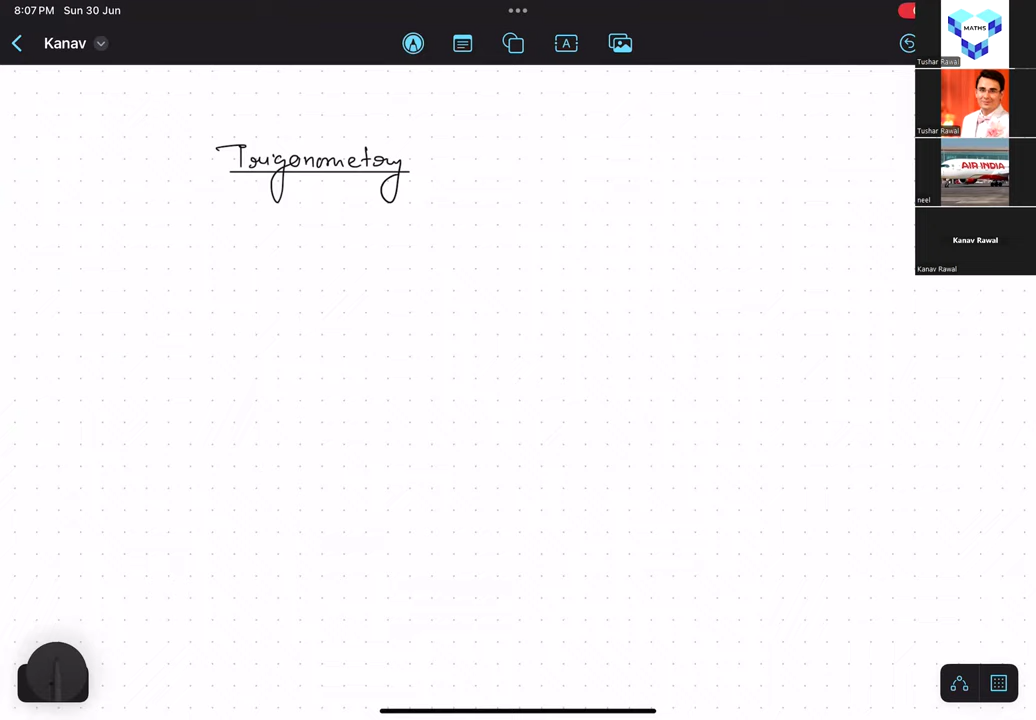 8:07 PM Sun 30 Jun
Kanav
A
MATHS
Tushar Rawal
Tushar Rawal
AIR INDIA
neel
Kanav Rawal
Kanav Rawal
Trigonometory